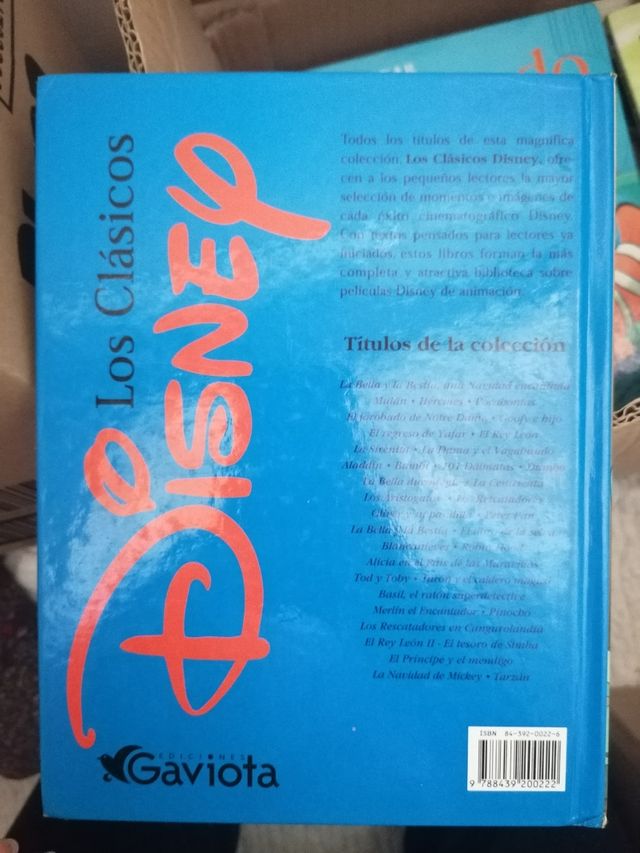 Los Clásicos
Disney
EDICIONES
Gaviota
Todos los títulos de esta magnífica
colección, Los Clásicos Disney, ofre-
cen a los pequeños lectores la mayor
selección de momentos e imágenes de
cada éxito cinematográfico Disney.
Con textos pensados para lectores ya
iniciados, estos libros forman la más
completa y atractiva biblioteca sobre
películas Disney de animación.
Títulos de la colección
La Bella y la Bestia, una Navidad encantada
Mulán • Hércules • Pocahontas
El jorobado de Notre Dame • Goofy e hijo
El regreso de Yafar • El Rey León
La Sirenita • La Dama y el Vagabundo
Aladdín • Bambi • 101 Dálmatas • Dumbo
La Bella durmiente • La Cenicienta
Los Aristogatos • Los Rescatadores
Peter Pan
La Bella y la Bestia • El libro de la selva
Blancanieves • Robin Hood
Alicia en el País de las Maravillas
Tod y Toby • Tarón y el caldero mágico
Basil, el ratón superdetective
Merlín el Encantador • Pinocho
Los Rescatadores en Cangurolandia
El Rey León II - El tesoro de Simba
El Príncipe y el mendigo
La Navidad de Mickey • Tarzán
ISBN 84-392-0022-6
9 788439 200222
do